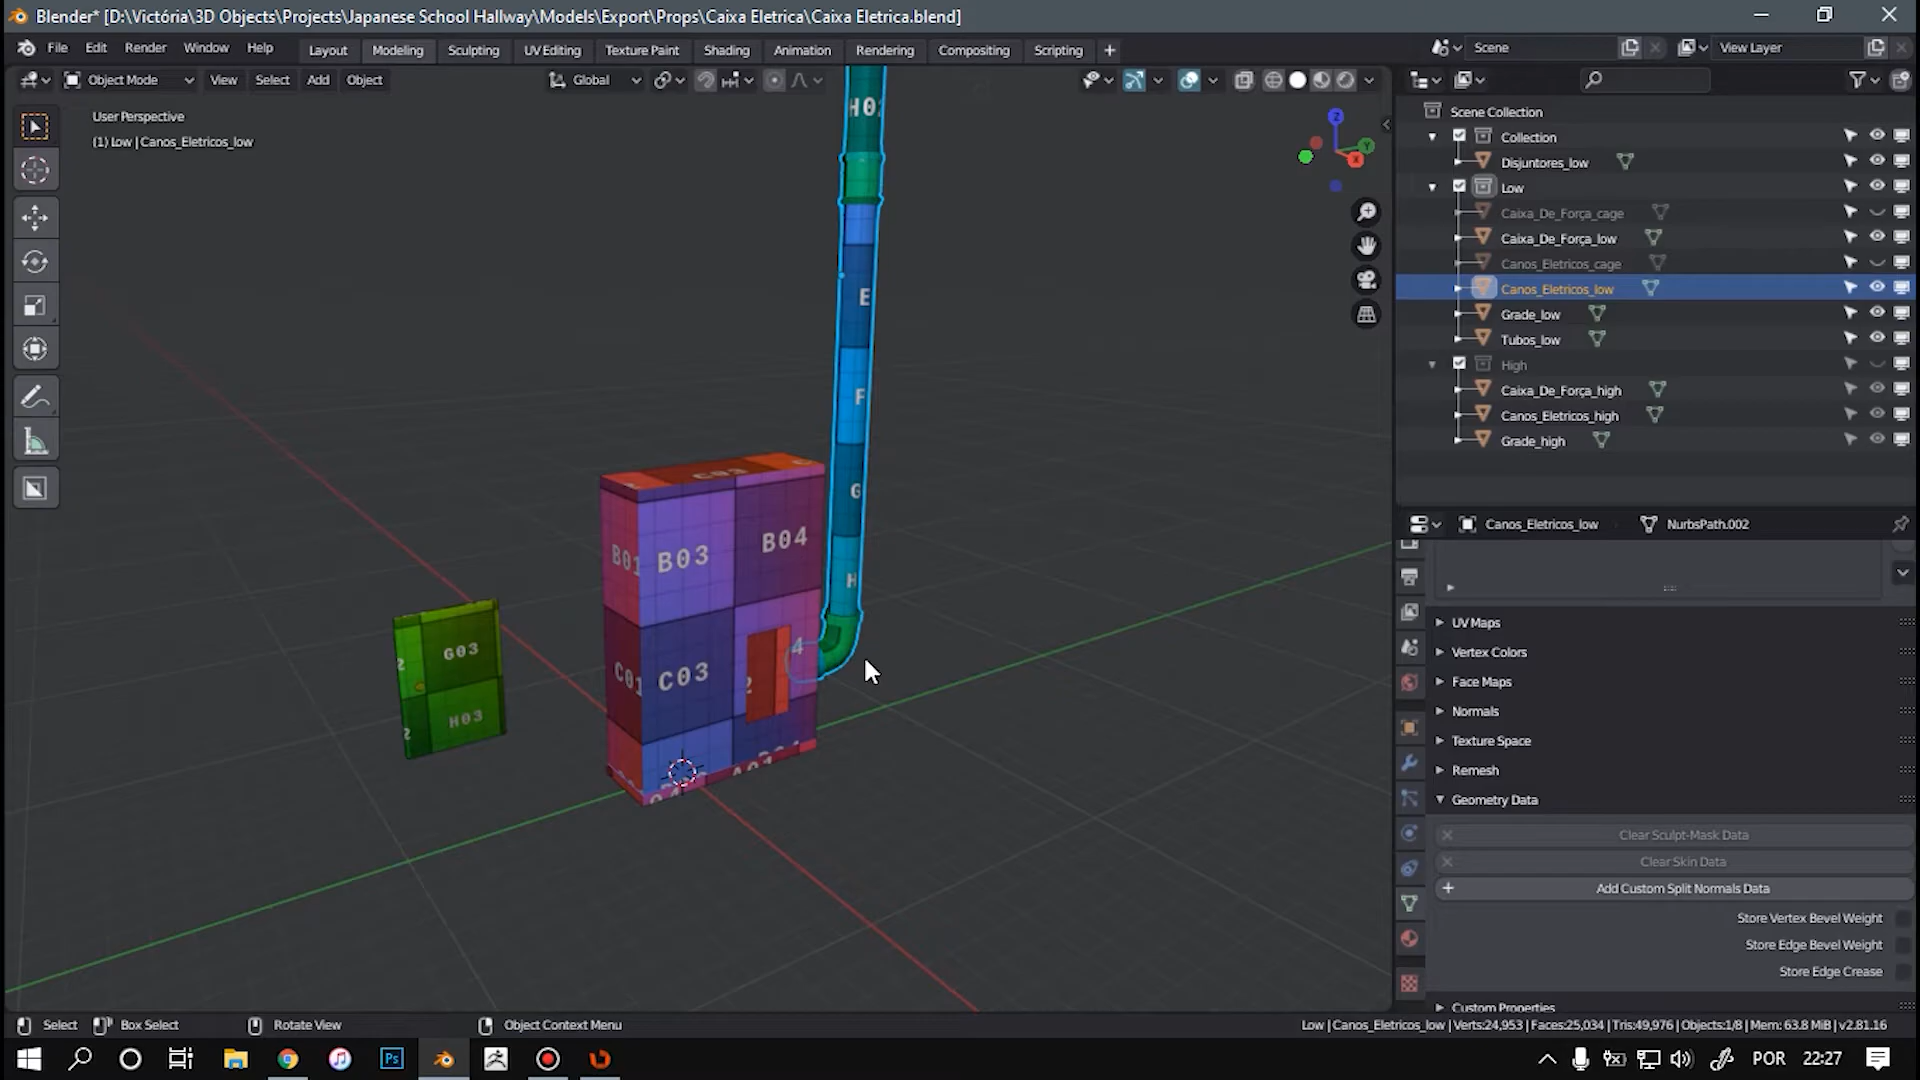 Blender* [D:\Victória\3D Objects\Projects\Japanese School Hallway\Models\Export\Props\Caixa Eletrica\Caixa Eletrica.blend]
File Edit Render Window Help Layout Modeling Sculpting UV Editing Texture Paint Shading Animation Rendering Compositing Scripting + Scene View Layer
Object Mode View Select Add Object Global
User Perspective
(1) Low | Canos_Eletricos_low
Z
Y
X
E
F
G
H
B01 B03 B04
C01 C03
G03
H03
Scene Collection
Collection
Disjuntores_low
Low
Caixa_De_Força_cage
Caixa_De_Força_low
Canos_Eletricos_cage
Canos_Eletricos_low
Grade_low
Tubos_low
High
Caixa_De_Força_high
Canos_Eletricos_high
Grade_high
Canos_Eletricos_low NurbsPath.002
UV Maps
Vertex Colors
Face Maps
Normals
Texture Space
Remesh
Geometry Data
Clear Sculpt-Mask Data
Clear Skin Data
Add Custom Split Normals Data
Store Vertex Bevel Weight
Store Edge Bevel Weight
Store Edge Crease
Custom Properties
Select Box Select Rotate View Object Context Menu
Low | Canos_Eletricos_low | Verts:24,953 | Faces:25,034 | Tris:49,976 | Objects:1/8 | Mem: 63.8 MiB | v2.81.16
Ps
POR 22:27